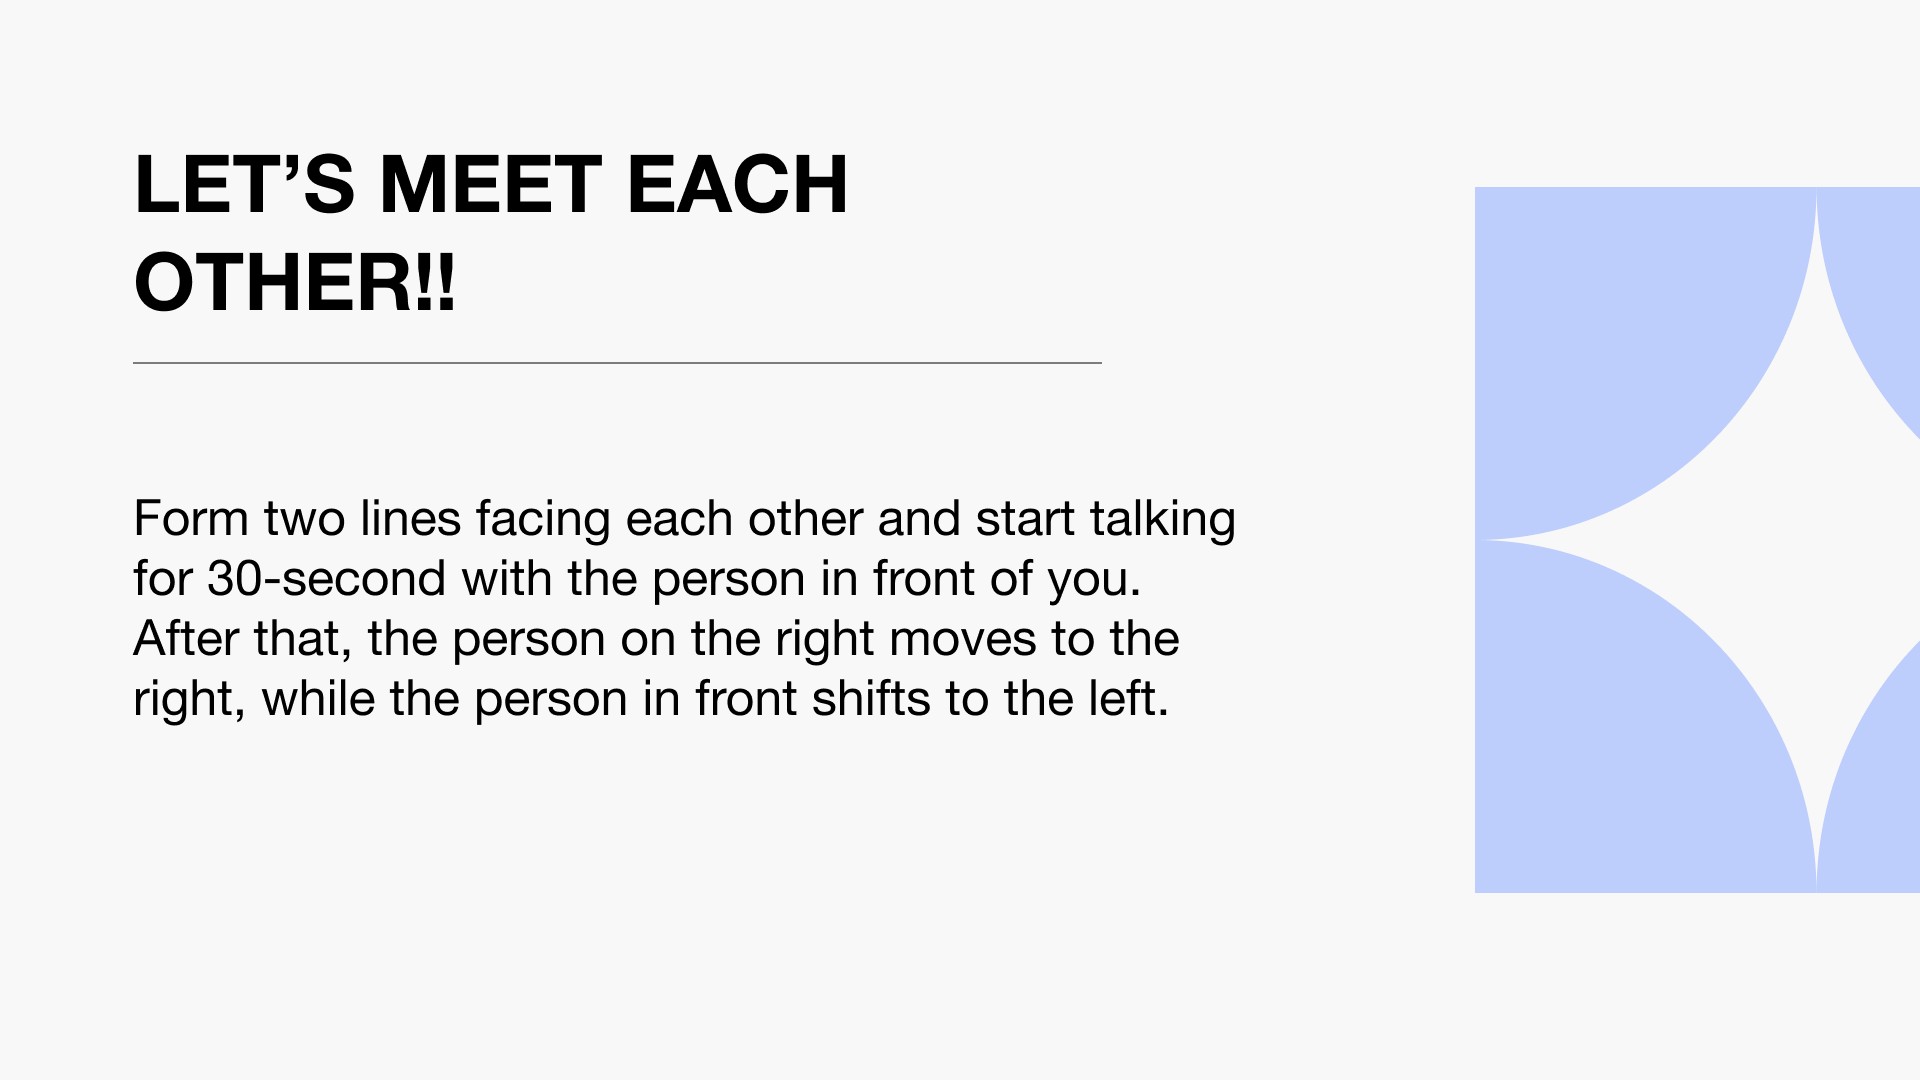 LET’S MEET EACH
OTHER!!
Form two lines facing each other and start talking
for 30-second with the person in front of you.
After that, the person on the right moves to the
right, while the person in front shifts to the left.